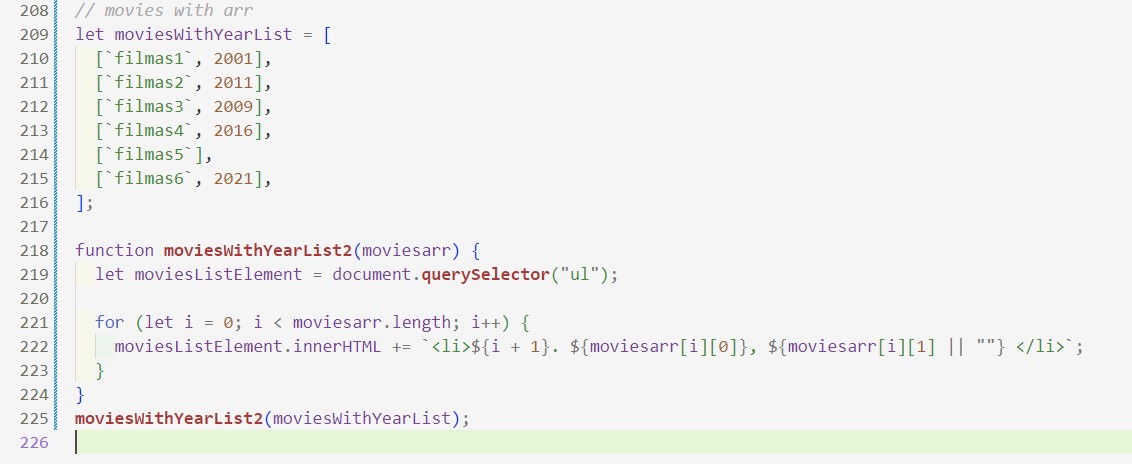 208 // movies with arr
209 let moviesWithYearList = [
210 [`filmas1`, 2001],
211 [`filmas2`, 2011],
212 [`filmas3`, 2009],
213 [`filmas4`, 2016],
214 [`filmas5`],
215 [`filmas6`, 2021],
216 ];
217
218 function moviesWithYearList2(moviesarr) {
219 let moviesListElement = document.querySelector("ul");
220
221 for (let i = 0; i < moviesarr.length; i++) {
222 moviesListElement.innerHTML += `<li>${i + 1}. ${moviesarr[i][0]}, ${moviesarr[i][1] || ""} </li>`;
223 }
224 }
225 moviesWithYearList2(moviesWithYearList);
226